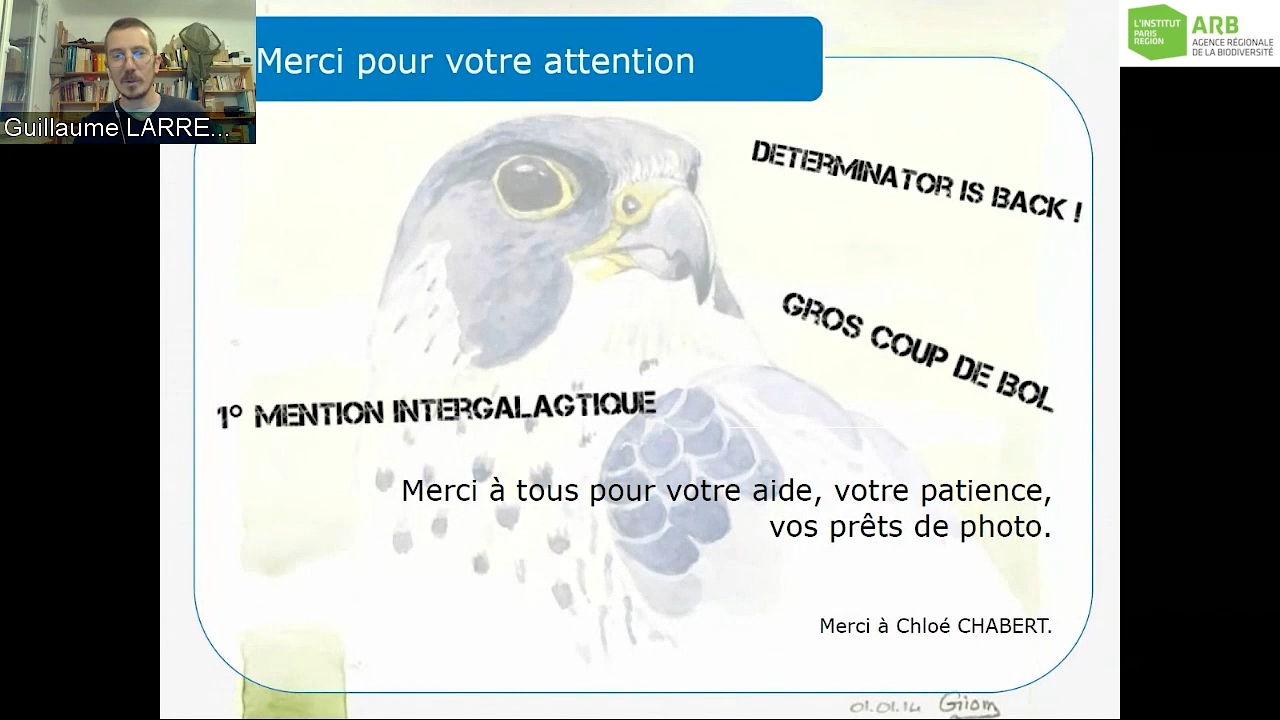 Merci pour votre attention
L'INSTITUT
PARIS
REGION
ARB
AGENCE RÉGIONALE
DE LA BIODIVERSITÉ
Guillaume LARRE...
DETERMINATOR IS BACK !
GROS COUP DE BOL
1° MENTION INTERGALAGTIQUE
Merci à tous pour votre aide, votre patience,
vos prêts de photo.
Merci à Chloé CHABERT.
01.01.14 Giiom